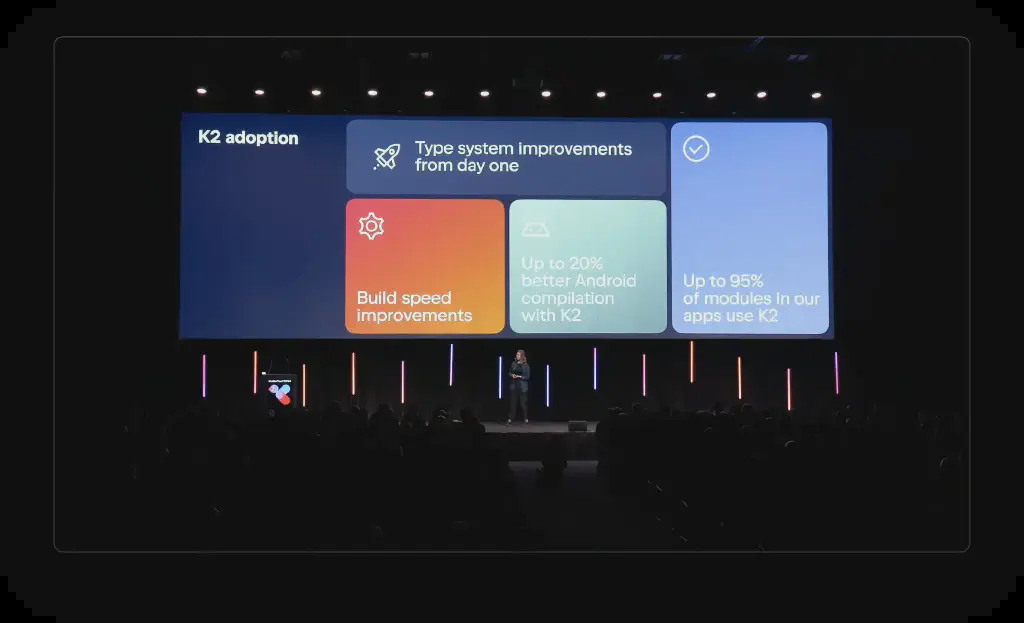 K2 adoption
Type system improvements
from day one
Build speed
improvements
Up to 20%
better Android
compilation
with K2
Up to 95%
of modules in our
apps use K2